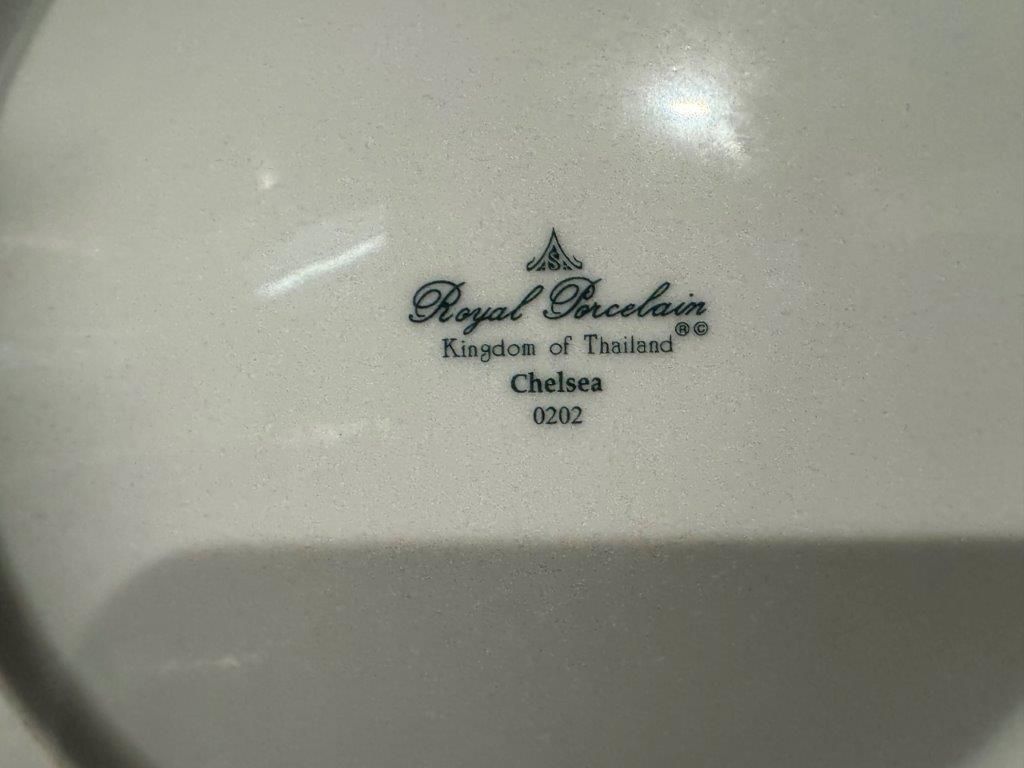 S
Royal Porcelain
®©
Kingdom of Thailand
Chelsea
0202